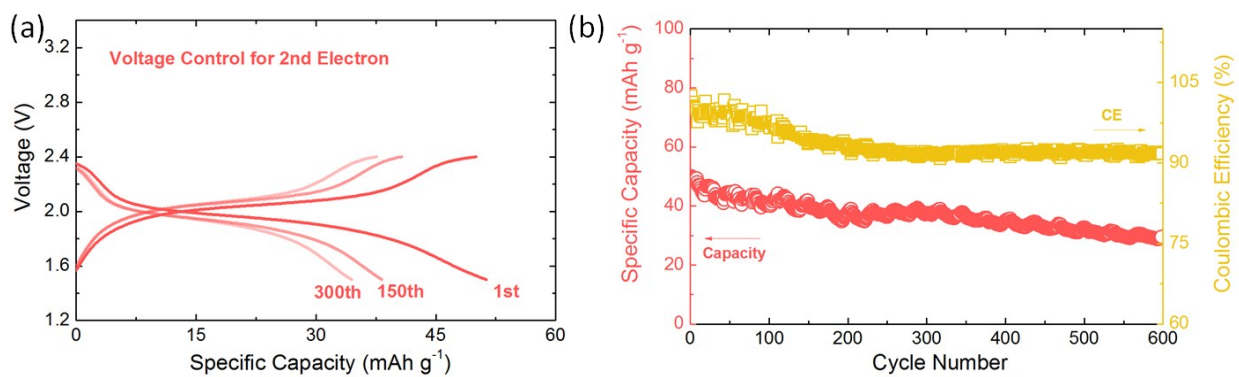 (a)
Voltage Control for 2nd Electron
3.2
2.8
2.4
2.0
1.6
1.2
Voltage (V)
300th 150th 1st
0 15 30 45 60
Specific Capacity (mAh g-1)
(b)
100
80
60
40
20
0
Specific Capacity (mAh g-1)
CE
Capacity
105
90
75
60
Coulombic Efficiency (%)
0 100 200 300 400 500 600
Cycle Number